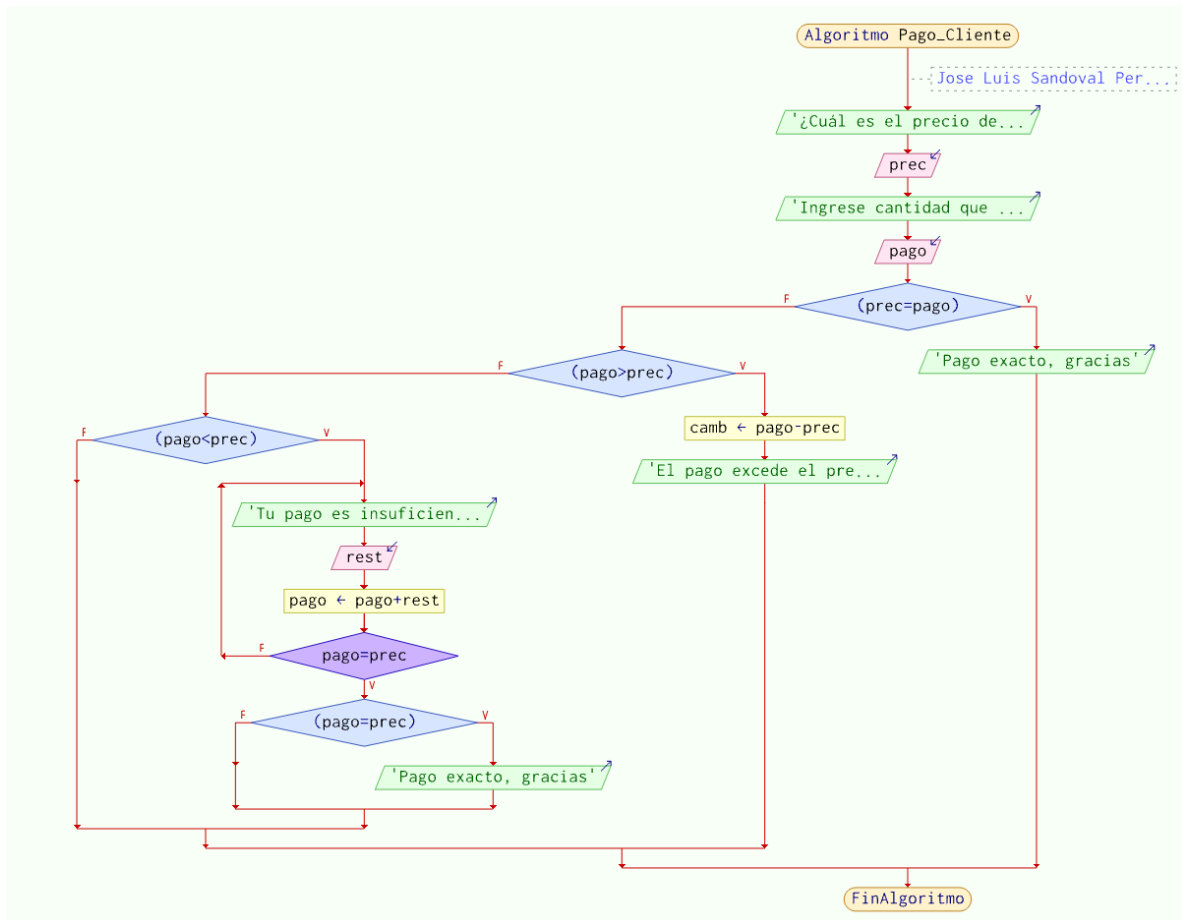 Algoritmo Pago_Cliente
Jose Luis Sandoval Per...
'¿Cuál es el precio de...
prec
'Ingrese cantidad que ...
pago
(prec=pago)
F
V
'Pago exacto, gracias'
(pago>prec)
F
V
camb ← pago-prec
'El pago excede el pre...
(pago<prec)
F
V
'Tu pago es insuficien...
rest
pago ← pago+rest
pago=prec
F
V
(pago=prec)
F
V
'Pago exacto, gracias'
FinAlgoritmo